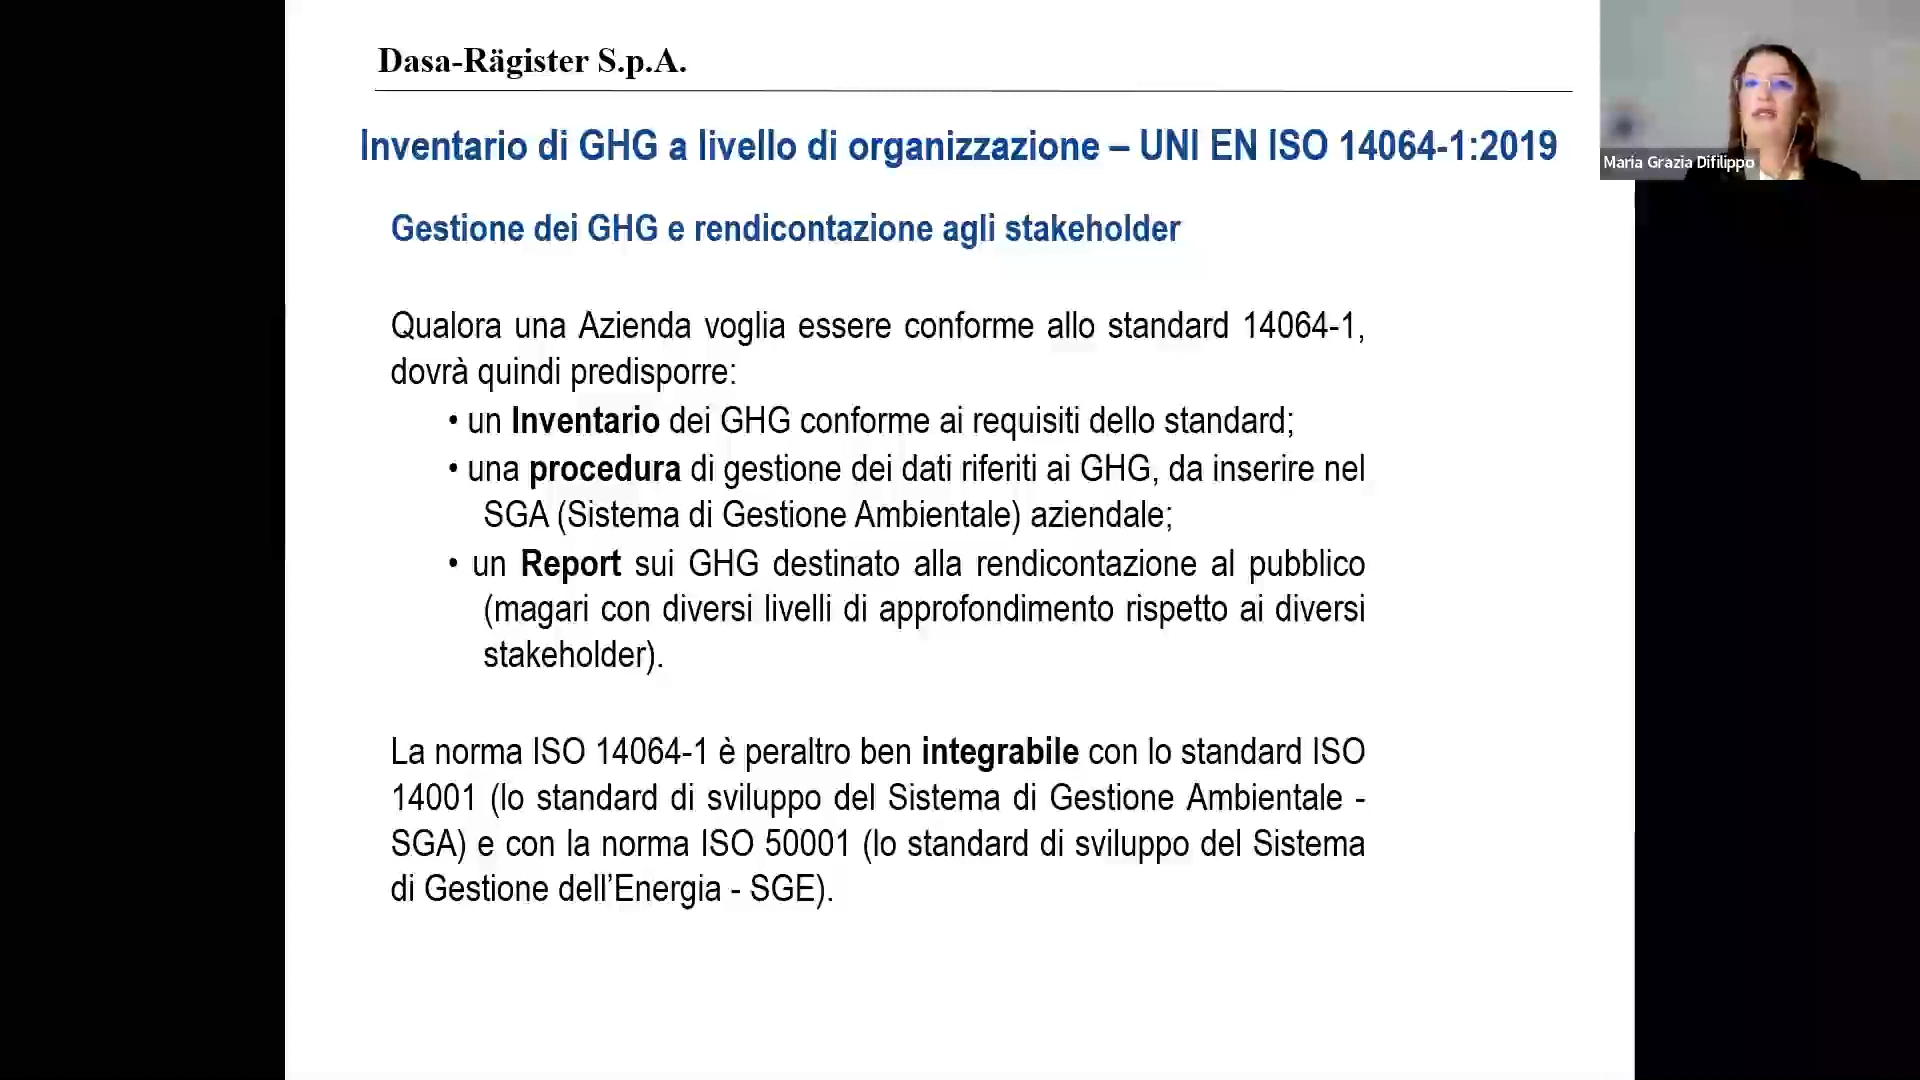 Dasa-Rägister S.p.A.
Inventario di GHG a livello di organizzazione – UNI EN ISO 14064-1:2019
Maria Grazia Difilippo
Gestione dei GHG e rendicontazione agli stakeholder
Qualora una Azienda voglia essere conforme allo standard 14064-1,
dovrà quindi predisporre:
• un Inventario dei GHG conforme ai requisiti dello standard;
• una procedura di gestione dei dati riferiti ai GHG, da inserire nel
SGA (Sistema di Gestione Ambientale) aziendale;
• un Report sui GHG destinato alla rendicontazione al pubblico
(magari con diversi livelli di approfondimento rispetto ai diversi
stakeholder).
La norma ISO 14064-1 è peraltro ben integrabile con lo standard ISO
14001 (lo standard di sviluppo del Sistema di Gestione Ambientale -
SGA) e con la norma ISO 50001 (lo standard di sviluppo del Sistema
di Gestione dell’Energia - SGE).